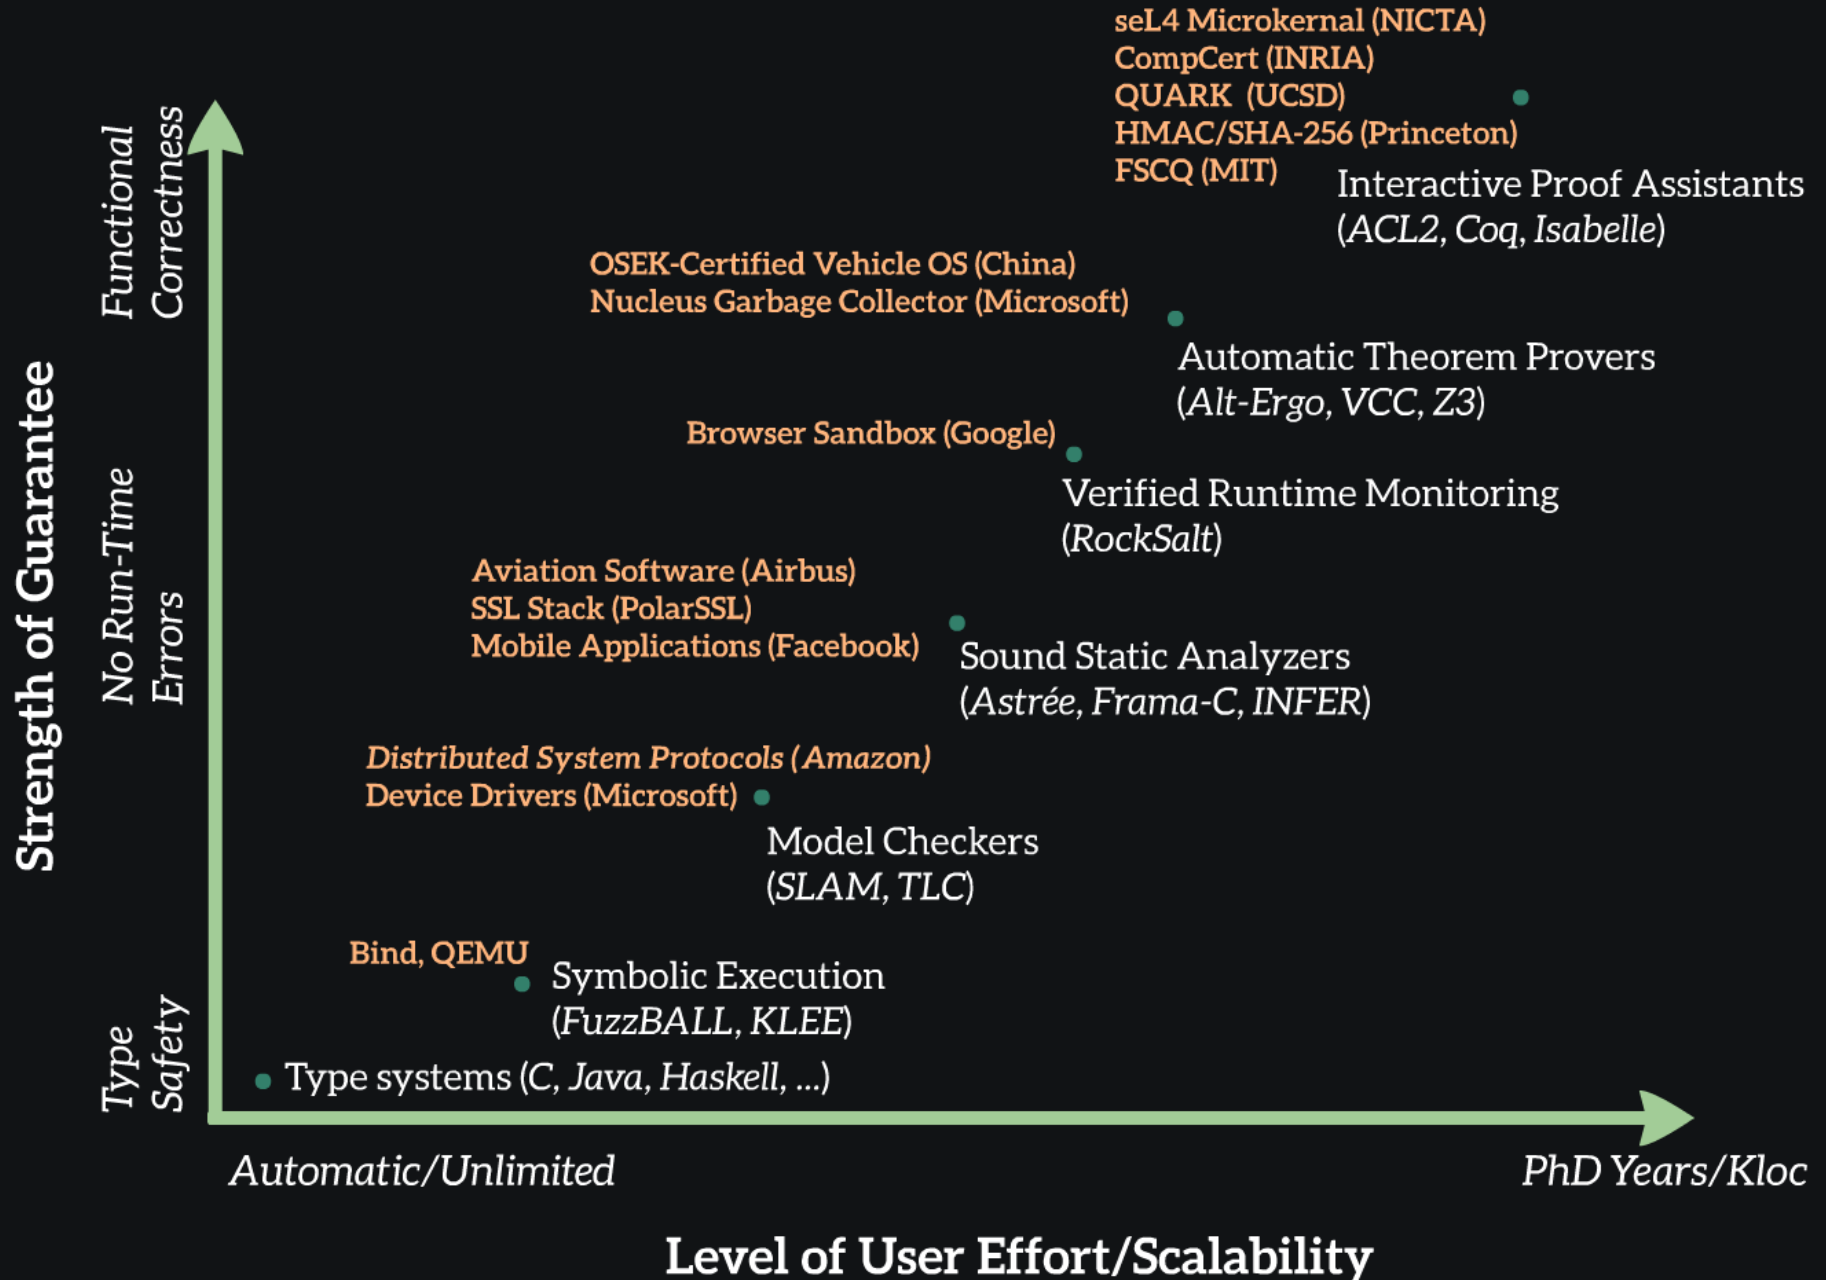 seL4 Microkernal (NICTA)
CompCert (INRIA)
QUARK (UCSD)
HMAC/SHA-256 (Princeton)
FSCQ (MIT)
Interactive Proof Assistants
(ACL2, Coq, Isabelle)
OSEK-Certified Vehicle OS (China)
Nucleus Garbage Collector (Microsoft)
Automatic Theorem Provers
(Alt-Ergo, VCC, Z3)
Browser Sandbox (Google)
Verified Runtime Monitoring
(RockSalt)
Aviation Software (Airbus)
SSL Stack (PolarSSL)
Mobile Applications (Facebook)
Sound Static Analyzers
(Astrée, Frama-C, INFER)
Distributed System Protocols (Amazon)
Device Drivers (Microsoft)
Model Checkers
(SLAM, TLC)
Bind, QEMU
Symbolic Execution
(FuzzBALL, KLEE)
Type systems (C, Java, Haskell, ...)
Strength of Guarantee
Functional
Correctness
No Run-Time
Errors
Type
Safety
Automatic/Unlimited
PhD Years/Kloc
Level of User Effort/Scalability